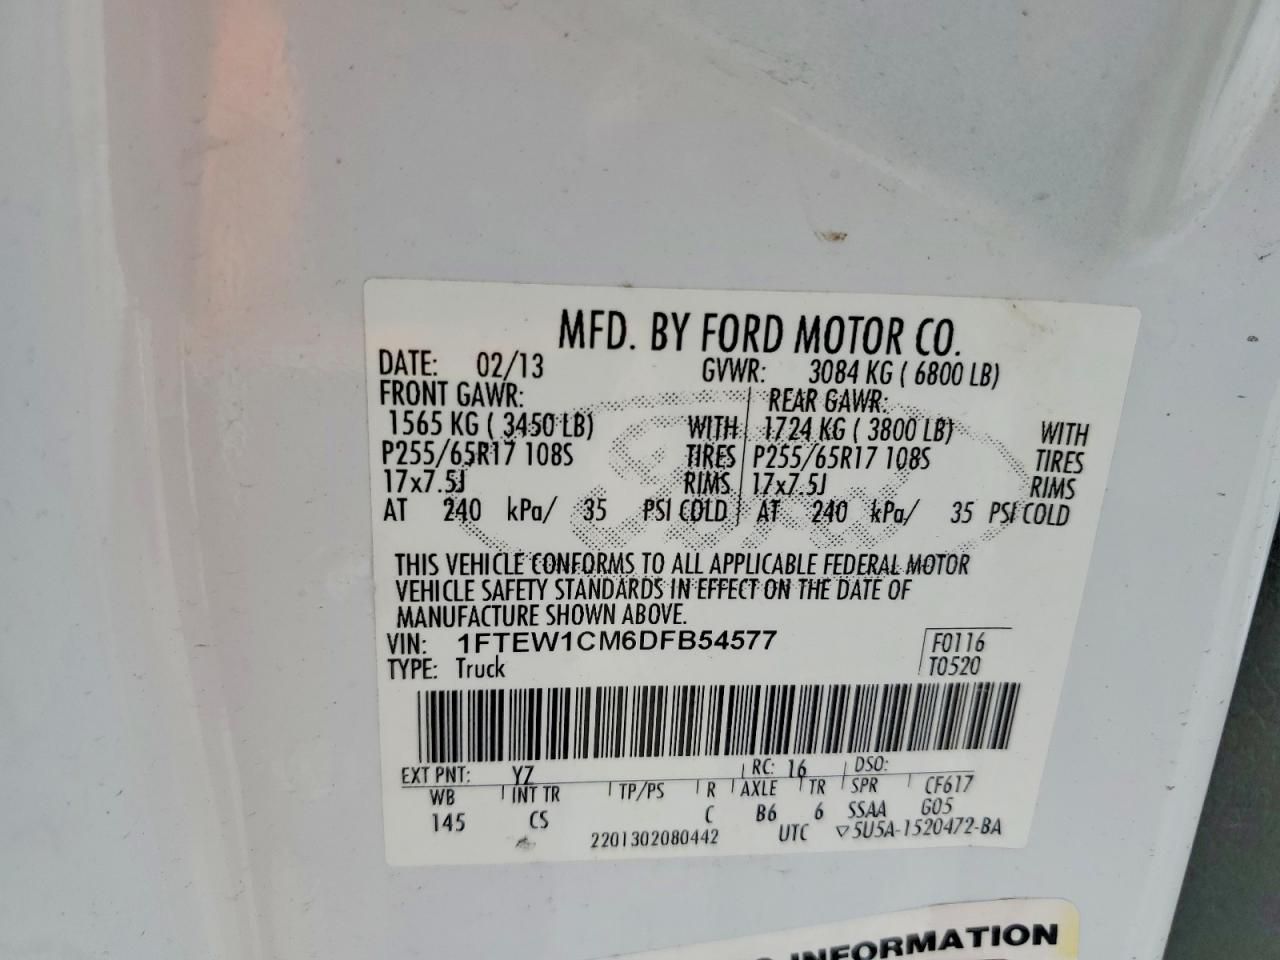 MFD. BY FORD MOTOR CO.
DATE: 02/13 GVWR: 3084 KG ( 6800 LB)
FRONT GAWR: REAR GAWR:
1565 KG ( 3450 LB) WITH 1724 KG ( 3800 LB) WITH
P255/65R17 108S TIRES P255/65R17 108S TIRES
17x7.5J RIMS 17x7.5J RIMS
AT 240 kPa/ 35 PSI COLD AT 240 kPa/ 35 PSI COLD
THIS VEHICLE CONFORMS TO ALL APPLICABLE FEDERAL MOTOR
VEHICLE SAFETY STANDARDS IN EFFECT ON THE DATE OF
MANUFACTURE SHOWN ABOVE.
VIN: 1FTEW1CM6DFB54577 F0116
TYPE: Truck T0520
EXT PNT: YZ RC: 16 DSO:
WB INT TR TP/PS R AXLE TR SPR CF617
145 CS C B6 6 SSAA G05
2201302080442 UTC ▽5U5A-1520472-BA
INFORMATION